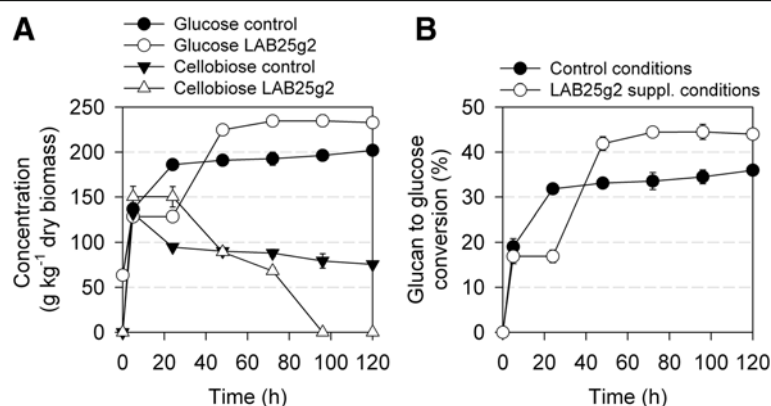 A
Glucose control
Glucose LAB25g2
Cellobiose control
Cellobiose LAB25g2
Concentration
(g kg⁻¹ dry biomass)
250
200
150
100
50
0
0 20 40 60 80 100 120
Time (h)
B
Control conditions
LAB25g2 suppl. conditions
Glucan to glucose
conversion (%)
50
40
30
20
10
0
0 20 40 60 80 100 120
Time (h)